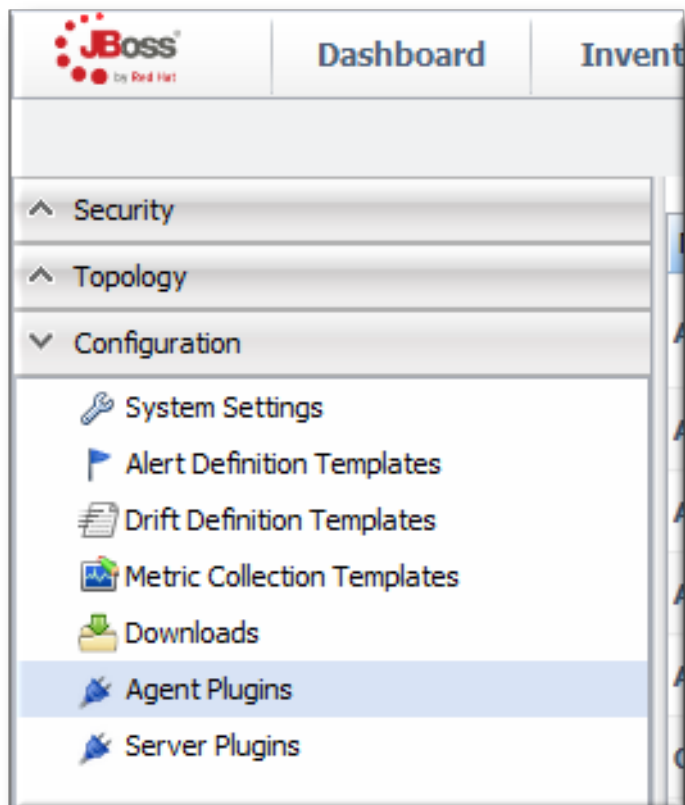 JBoss
by Red Hat
Dashboard
Invent
Security
Topology
Configuration
System Settings
Alert Definition Templates
Drift Definition Templates
Metric Collection Templates
Downloads
Agent Plugins
Server Plugins